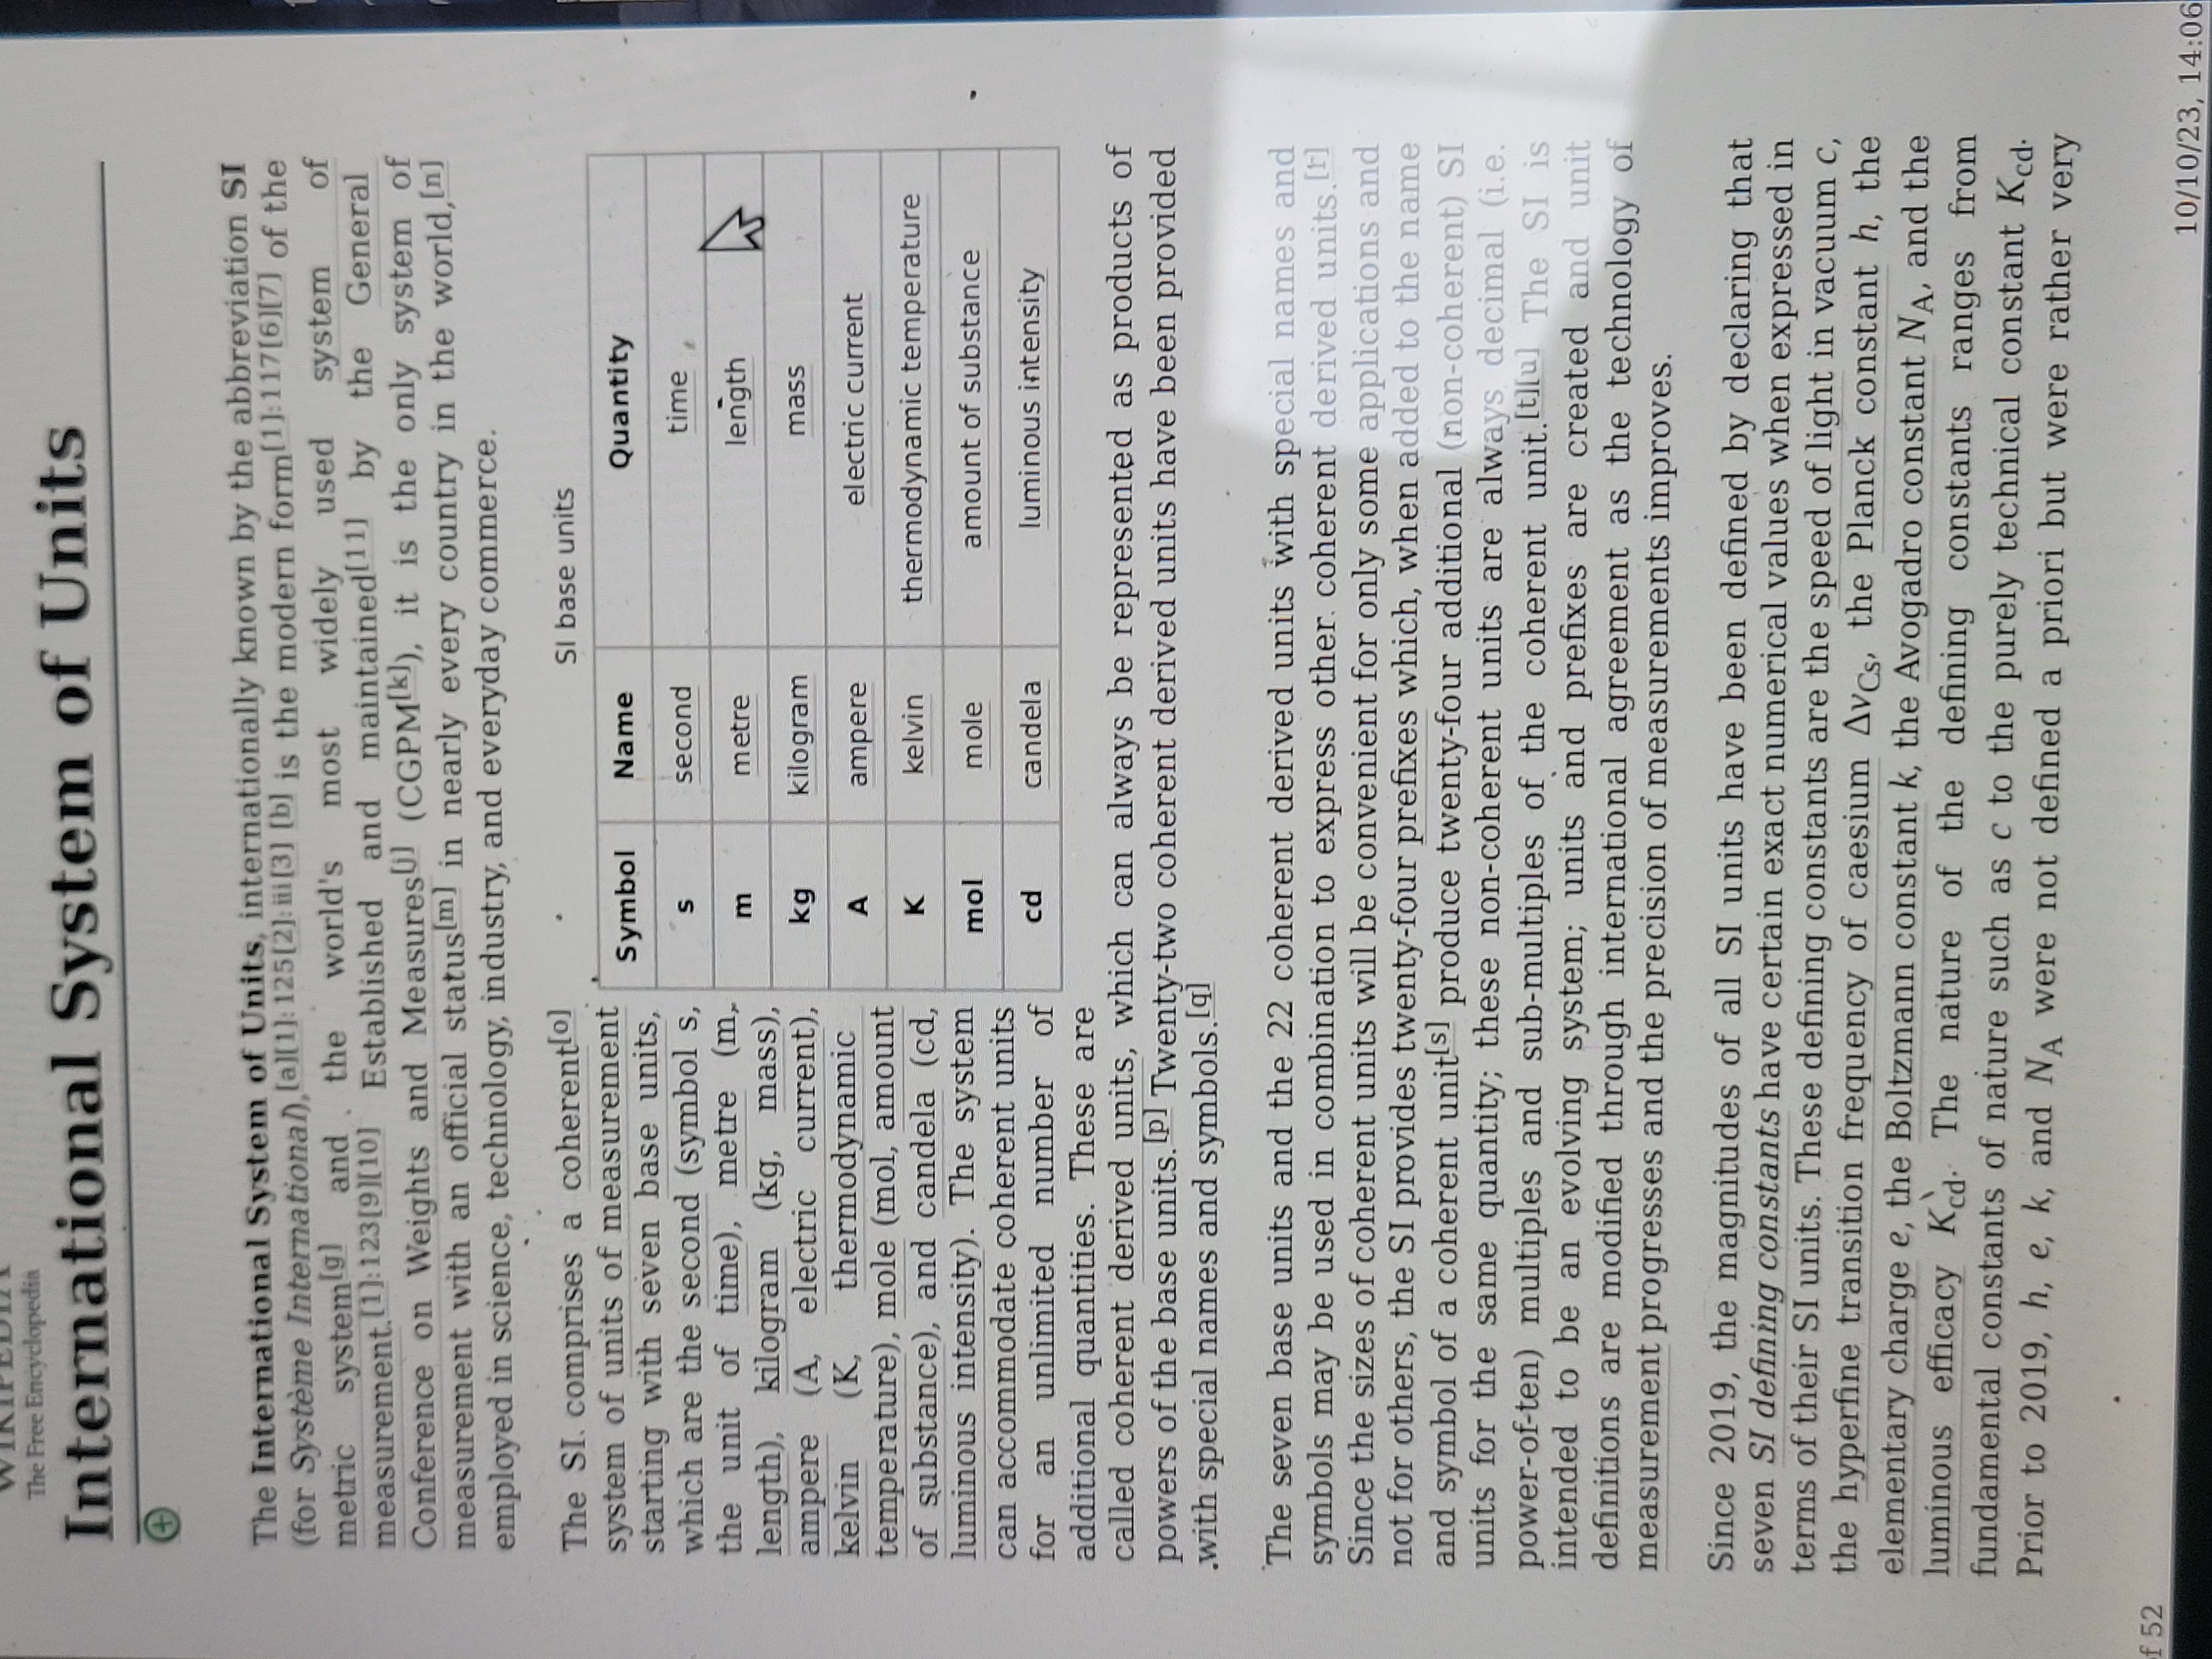 WIKIPEDIA
The Free Encyclopedia
International System of Units
The International System of Units, internationally known by the abbreviation SI
(for Système International),[a][1]:125[2]:iii[3] [b] is the modern form[1]:117[6][7] of the
metric system[g] and the world's most widely used system of
measurement.[1]:123[9][10] Established and maintained[11] by the General
Conference on Weights and Measures[j] (CGPM[k]), it is the only system of
measurement with an official status[m] in nearly every country in the world,[n]
employed in science, technology, industry, and everyday commerce.
The SI comprises a coherent[o]
system of units of measurement
starting with seven base units,
which are the second (symbol s,
the unit of time), metre (m,
length), kilogram (kg, mass),
ampere (A, electric current),
kelvin (K, thermodynamic
temperature), mole (mol, amount
of substance), and candela (cd,
luminous intensity). The system
can accommodate coherent units
for an unlimited number of
additional quantities. These are
SI base units
Symbol Name Quantity
s second time
m metre length
kg kilogram mass
A ampere electric current
K kelvin thermodynamic temperature
mol mole amount of substance
cd candela luminous intensity
called coherent derived units, which can always be represented as products of
powers of the base units.[p] Twenty-two coherent derived units have been provided
with special names and symbols.[q]
The seven base units and the 22 coherent derived units with special names and
symbols may be used in combination to express other coherent derived units.[r]
Since the sizes of coherent units will be convenient for only some applications and
not for others, the SI provides twenty-four prefixes which, when added to the name
and symbol of a coherent unit[s] produce twenty-four additional (non-coherent) SI
units for the same quantity; these non-coherent units are always decimal (i.e.
power-of-ten) multiples and sub-multiples of the coherent unit.[t][u] The SI is
intended to be an evolving system; units and prefixes are created and unit
definitions are modified through international agreement as the technology of
measurement progresses and the precision of measurements improves.
Since 2019, the magnitudes of all SI units have been defined by declaring that
seven SI defining constants have certain exact numerical values when expressed in
terms of their SI units. These defining constants are the speed of light in vacuum c,
the hyperfine transition frequency of caesium ΔνCs, the Planck constant h, the
elementary charge e, the Boltzmann constant k, the Avogadro constant NA, and the
luminous efficacy Kcd. The nature of the defining constants ranges from
fundamental constants of nature such as c to the purely technical constant Kcd.
Prior to 2019, h, e, k, and NA were not defined a priori but were rather very
of 52
10/10/23, 14:06